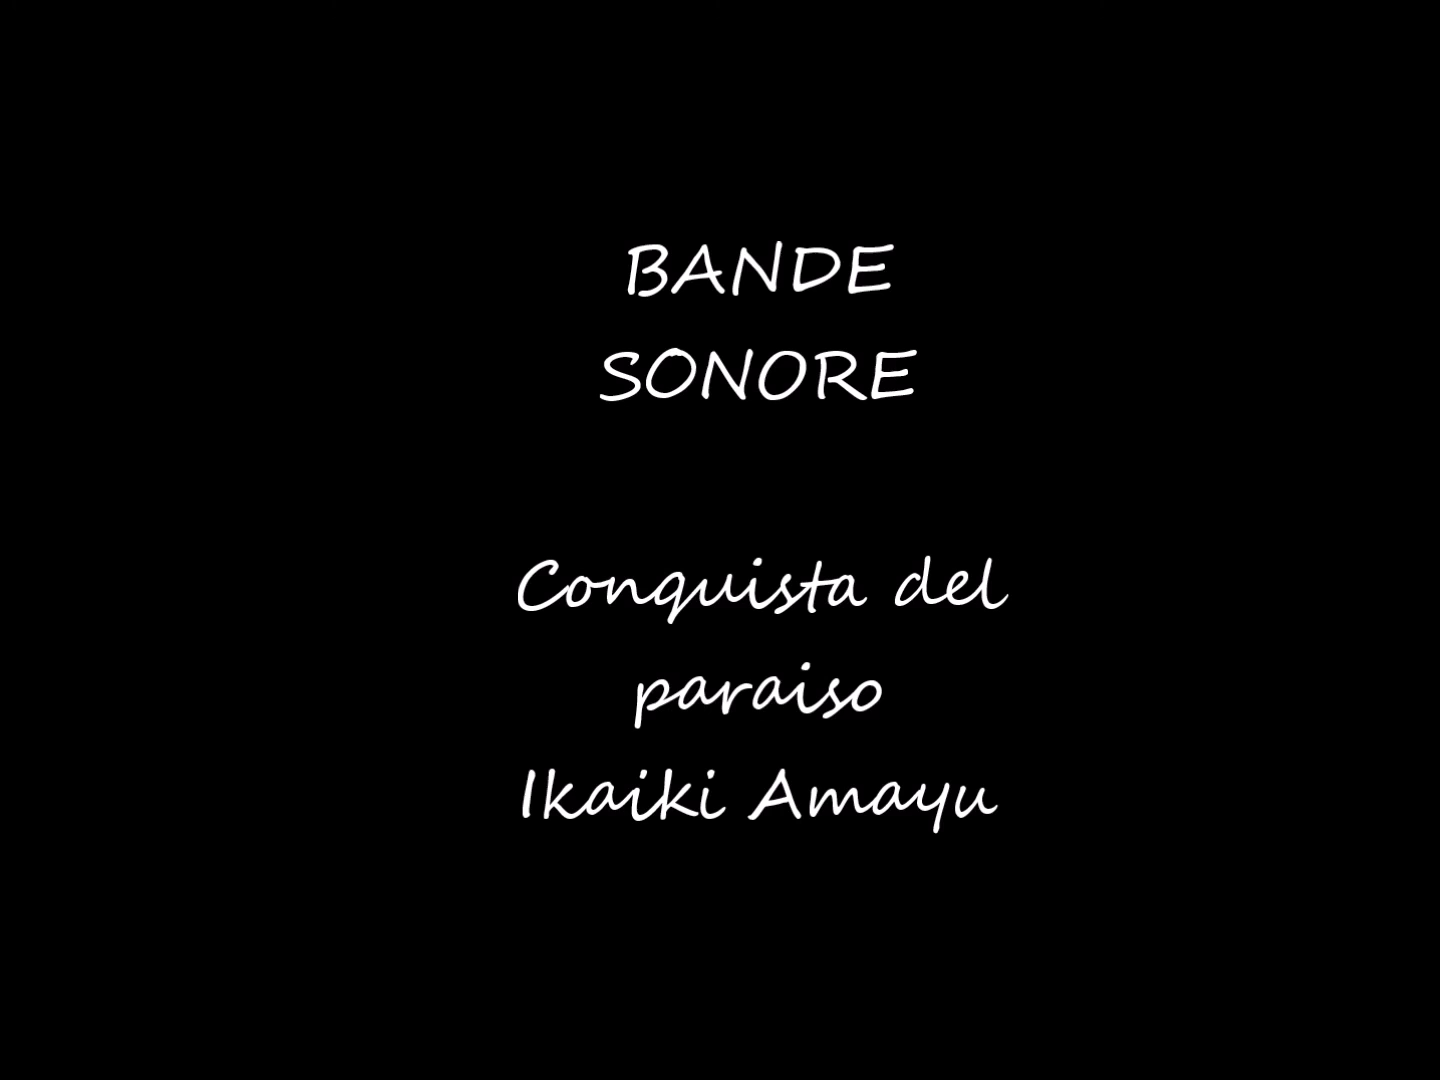 BANDE
SONORE
Conquista del
paraiso
Ikaiki Amayu